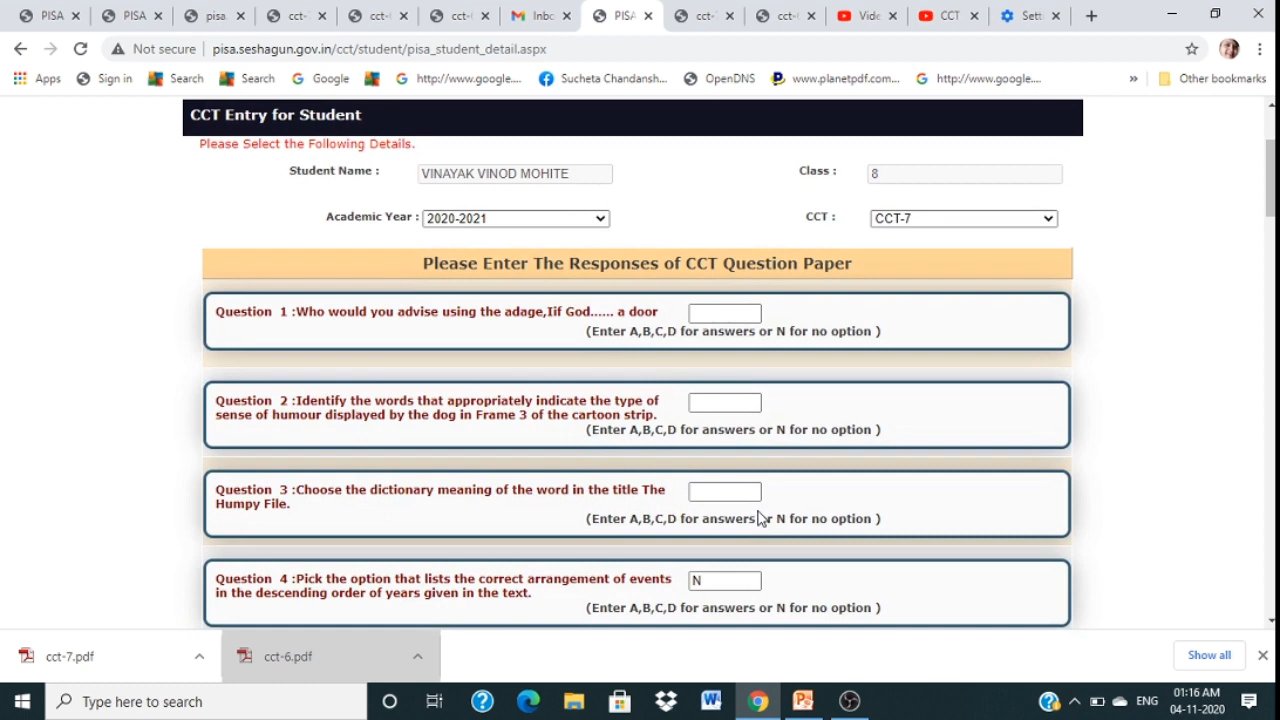 PISA
PISA
pisa.
cct-
cct-
cct-
Inbo
PISA
cct-
cct-
Vide
CCT
Sett
Not secure
pisa.seshagun.gov.in/cct/student/pisa_student_detail.aspx
Apps
Sign in
Search
Search
Google
http://www.google....
Sucheta Chandansh...
OpenDNS
www.planetpdf.com...
http://www.google....
»
Other bookmarks
CCT Entry for Student
Please Select the Following Details.
Student Name :
VINAYAK VINOD MOHITE
Class :
8
Academic Year :
2020-2021
CCT :
CCT-7
Please Enter The Responses of CCT Question Paper
Question 1 :Who would you advise using the adage,Iif God...... a door
(Enter A,B,C,D for answers or N for no option )
Question 2 :Identify the words that appropriately indicate the type of
sense of humour displayed by the dog in Frame 3 of the cartoon strip.
(Enter A,B,C,D for answers or N for no option )
Question 3 :Choose the dictionary meaning of the word in the title The
Humpy File.
(Enter A,B,C,D for answers or N for no option )
Question 4 :Pick the option that lists the correct arrangement of events
in the descending order of years given in the text.
N
(Enter A,B,C,D for answers or N for no option )
cct-7.pdf
cct-6.pdf
Show all
Type here to search
ENG
01:16 AM
04-11-2020